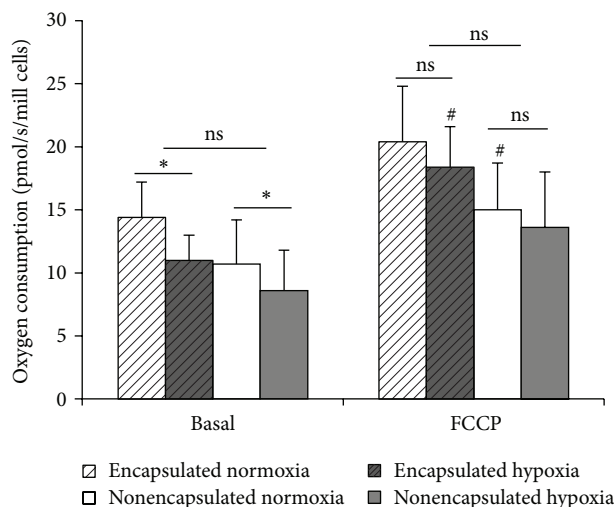 Oxygen consumption (pmol/s/mill cells)
30
25
20
15
10
5
0
ns
*
*
ns
ns
#
#
ns
Basal
FCCP
Encapsulated normoxia
Encapsulated hypoxia
Nonencapsulated normoxia
Nonencapsulated hypoxia